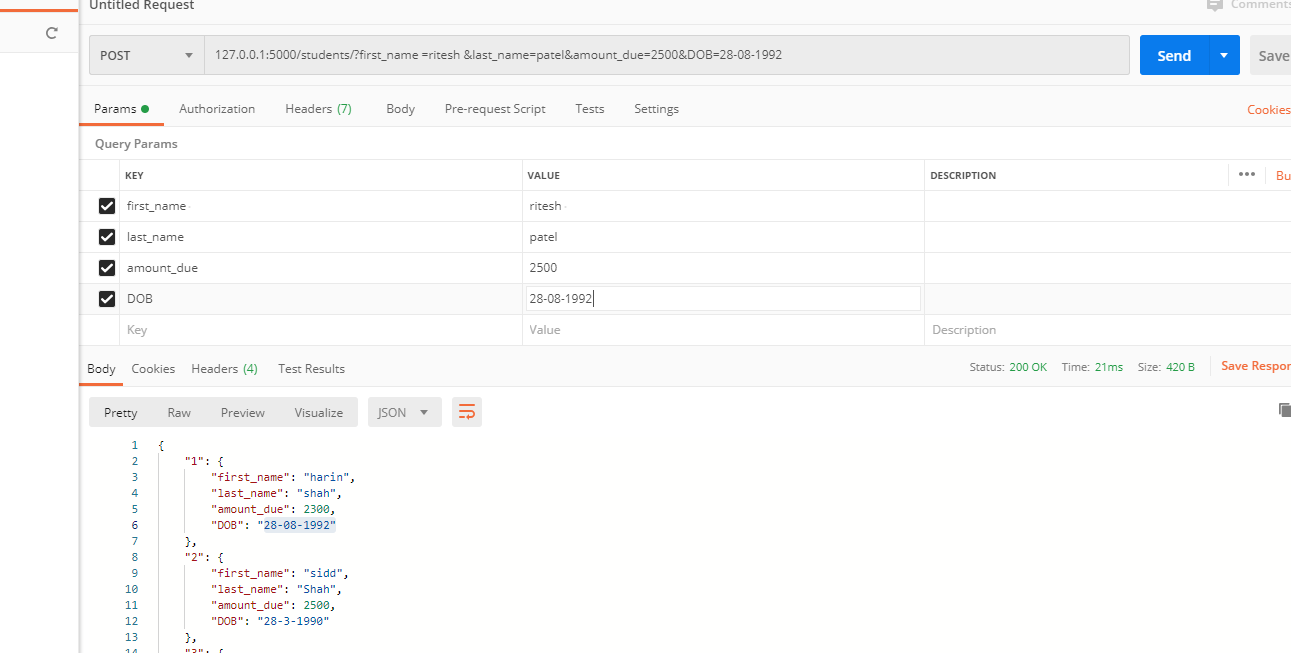 Untitled Request
Comments
POST 127.0.0.1:5000/students/?first_name =ritesh &last_name=patel&amount_due=2500&DOB=28-08-1992 Send Save
Params Authorization Headers (7) Body Pre-request Script Tests Settings Cookies
Query Params
KEY VALUE DESCRIPTION ••• Bu
first_name ritesh
last_name patel
amount_due 2500
DOB 28-08-1992
Key Value Description
Body Cookies Headers (4) Test Results Status: 200 OK Time: 21ms Size: 420 B Save Respon
Pretty Raw Preview Visualize JSON
1 {
2 "1": {
3 "first_name": "harin",
4 "last_name": "shah",
5 "amount_due": 2300,
6 "DOB": "28-08-1992"
7 },
8 "2": {
9 "first_name": "sidd",
10 "last_name": "Shah",
11 "amount_due": 2500,
12 "DOB": "28-3-1990"
13 },
14 "3": {